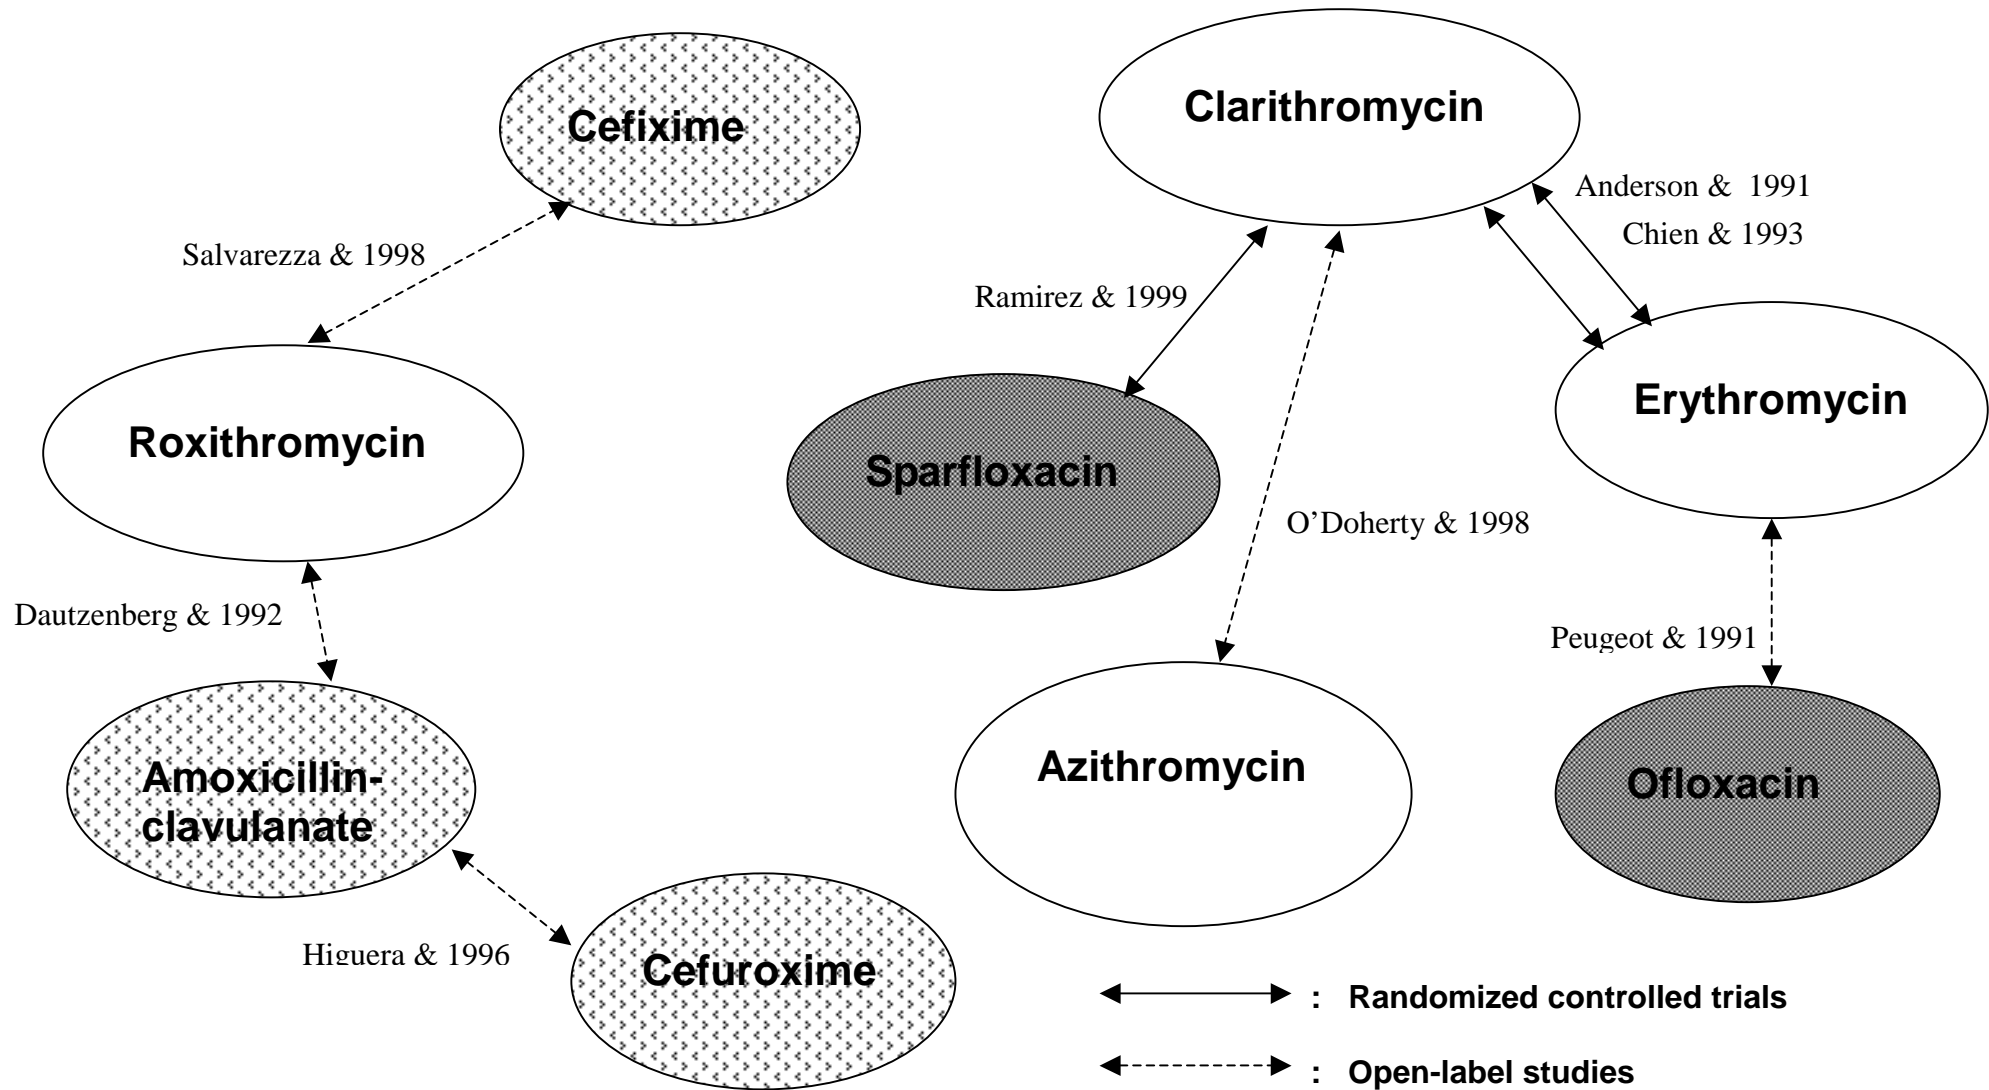 Cefixime
Clarithromycin
Anderson & 1991
Chien & 1993
Salvarezza & 1998
Ramirez & 1999
Roxithromycin
Sparfloxacin
Erythromycin
O’Doherty & 1998
Dautzenberg & 1992
Peugeot & 1991
Amoxicillin-
clavulanate
Azithromycin
Ofloxacin
Higuera & 1996
Cefuroxime
: Randomized controlled trials
: Open-label studies